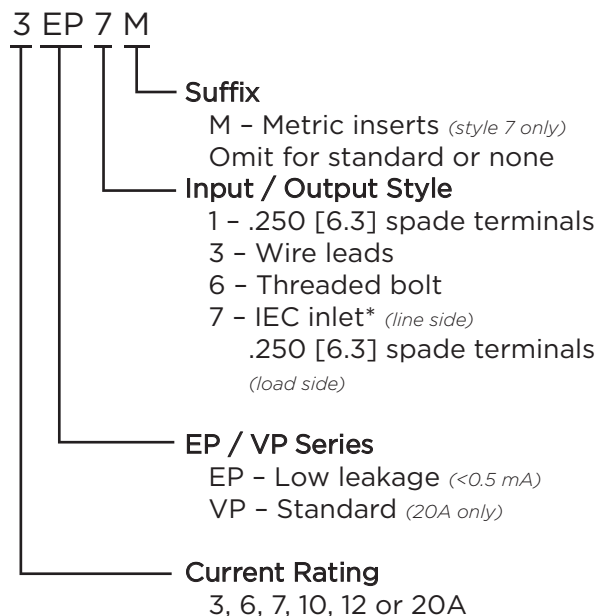 3 EP 7 M
Suffix
M – Metric inserts (style 7 only)
Omit for standard or none
Input / Output Style
1 – .250 [6.3] spade terminals
3 – Wire leads
6 – Threaded bolt
7 – IEC inlet* (line side)
.250 [6.3] spade terminals
(load side)
EP / VP Series
EP – Low leakage (<0.5 mA)
VP – Standard (20A only)
Current Rating
3, 6, 7, 10, 12 or 20A